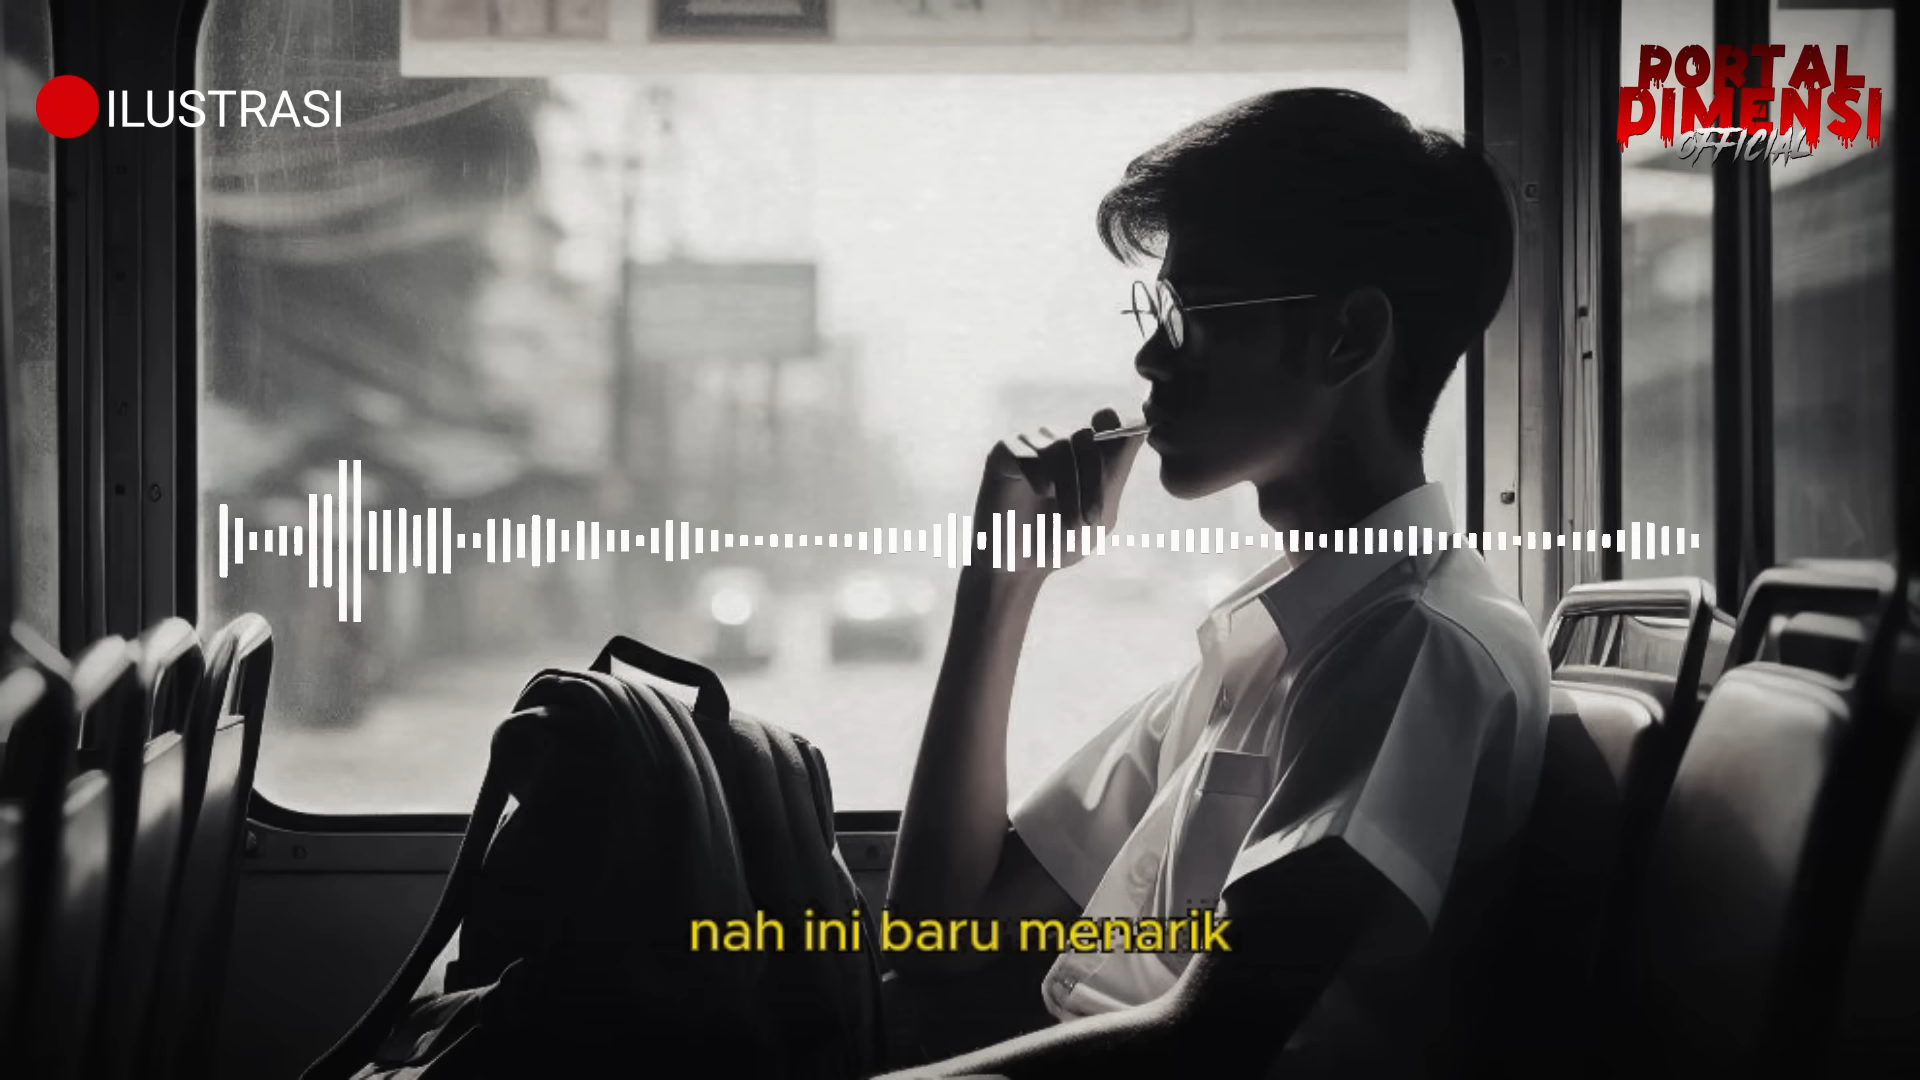 ILUSTRASI
PORTAL
DIMENSI
OFFICIAL
nah ini baru menarik